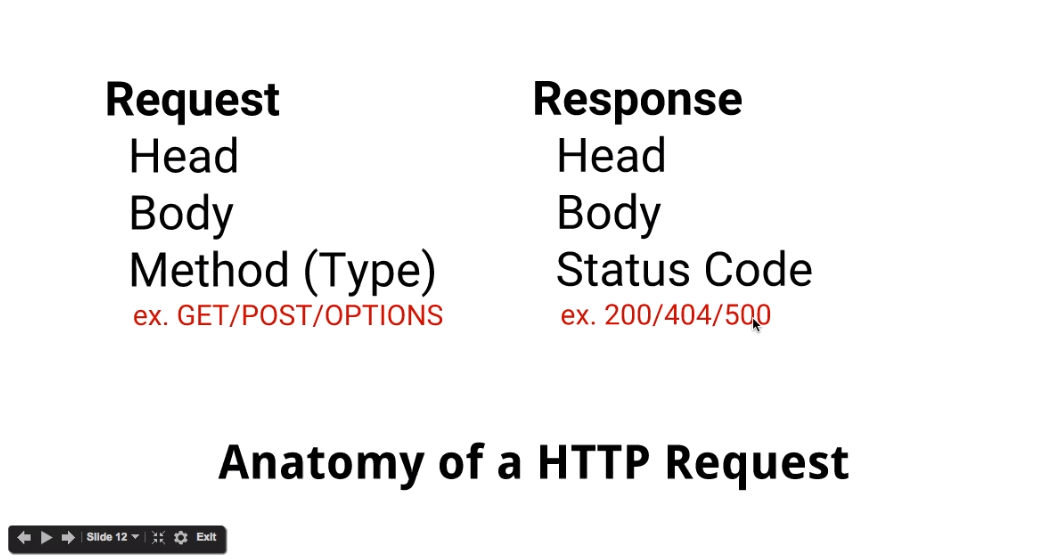 Request
Head
Body
Method (Type)
ex. GET/POST/OPTIONS
Response
Head
Body
Status Code
ex. 200/404/500
Anatomy of a HTTP Request
Slide 12
Exit